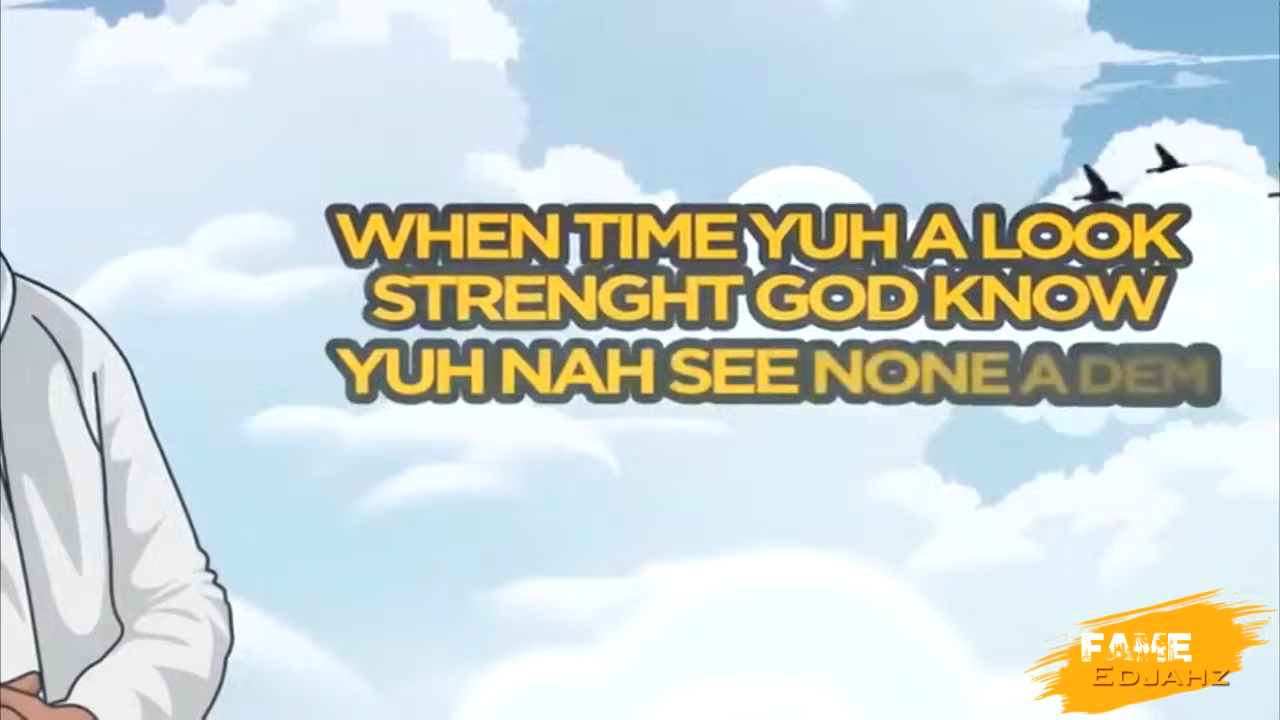 WHEN TIME YUH A LOOK
STRENGHT GOD KNOW
YUH NAH SEE NONE A DEM
FAME
EDJAHZ